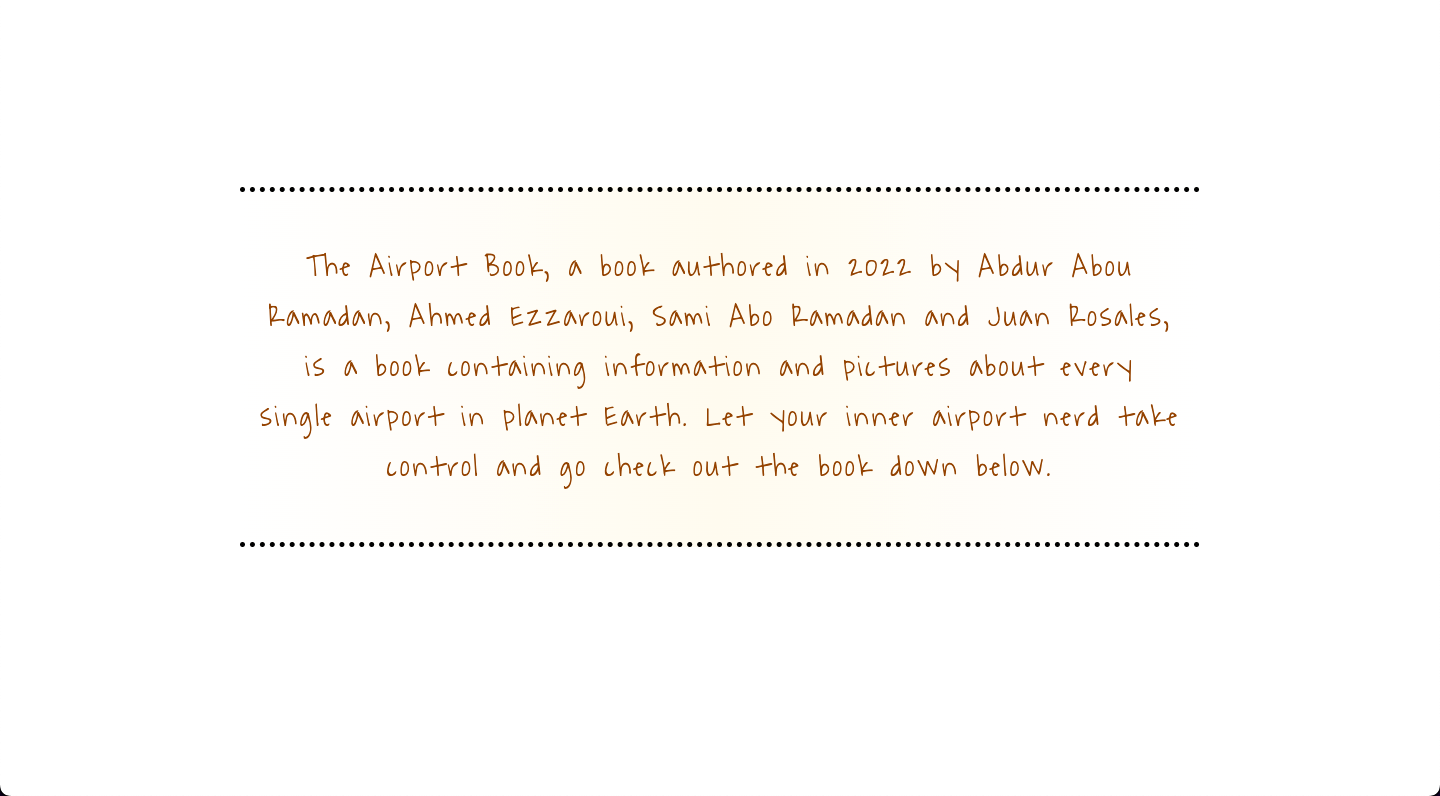 The Airport Book, a book authored in 2022 by Abdur Abou
Ramadan, Ahmed Ezzaroui, Sami Abo Ramadan and Juan Rosales,
is a book containing information and pictures about every
single airport in planet Earth. Let your inner airport nerd take
control and go check out the book down below.